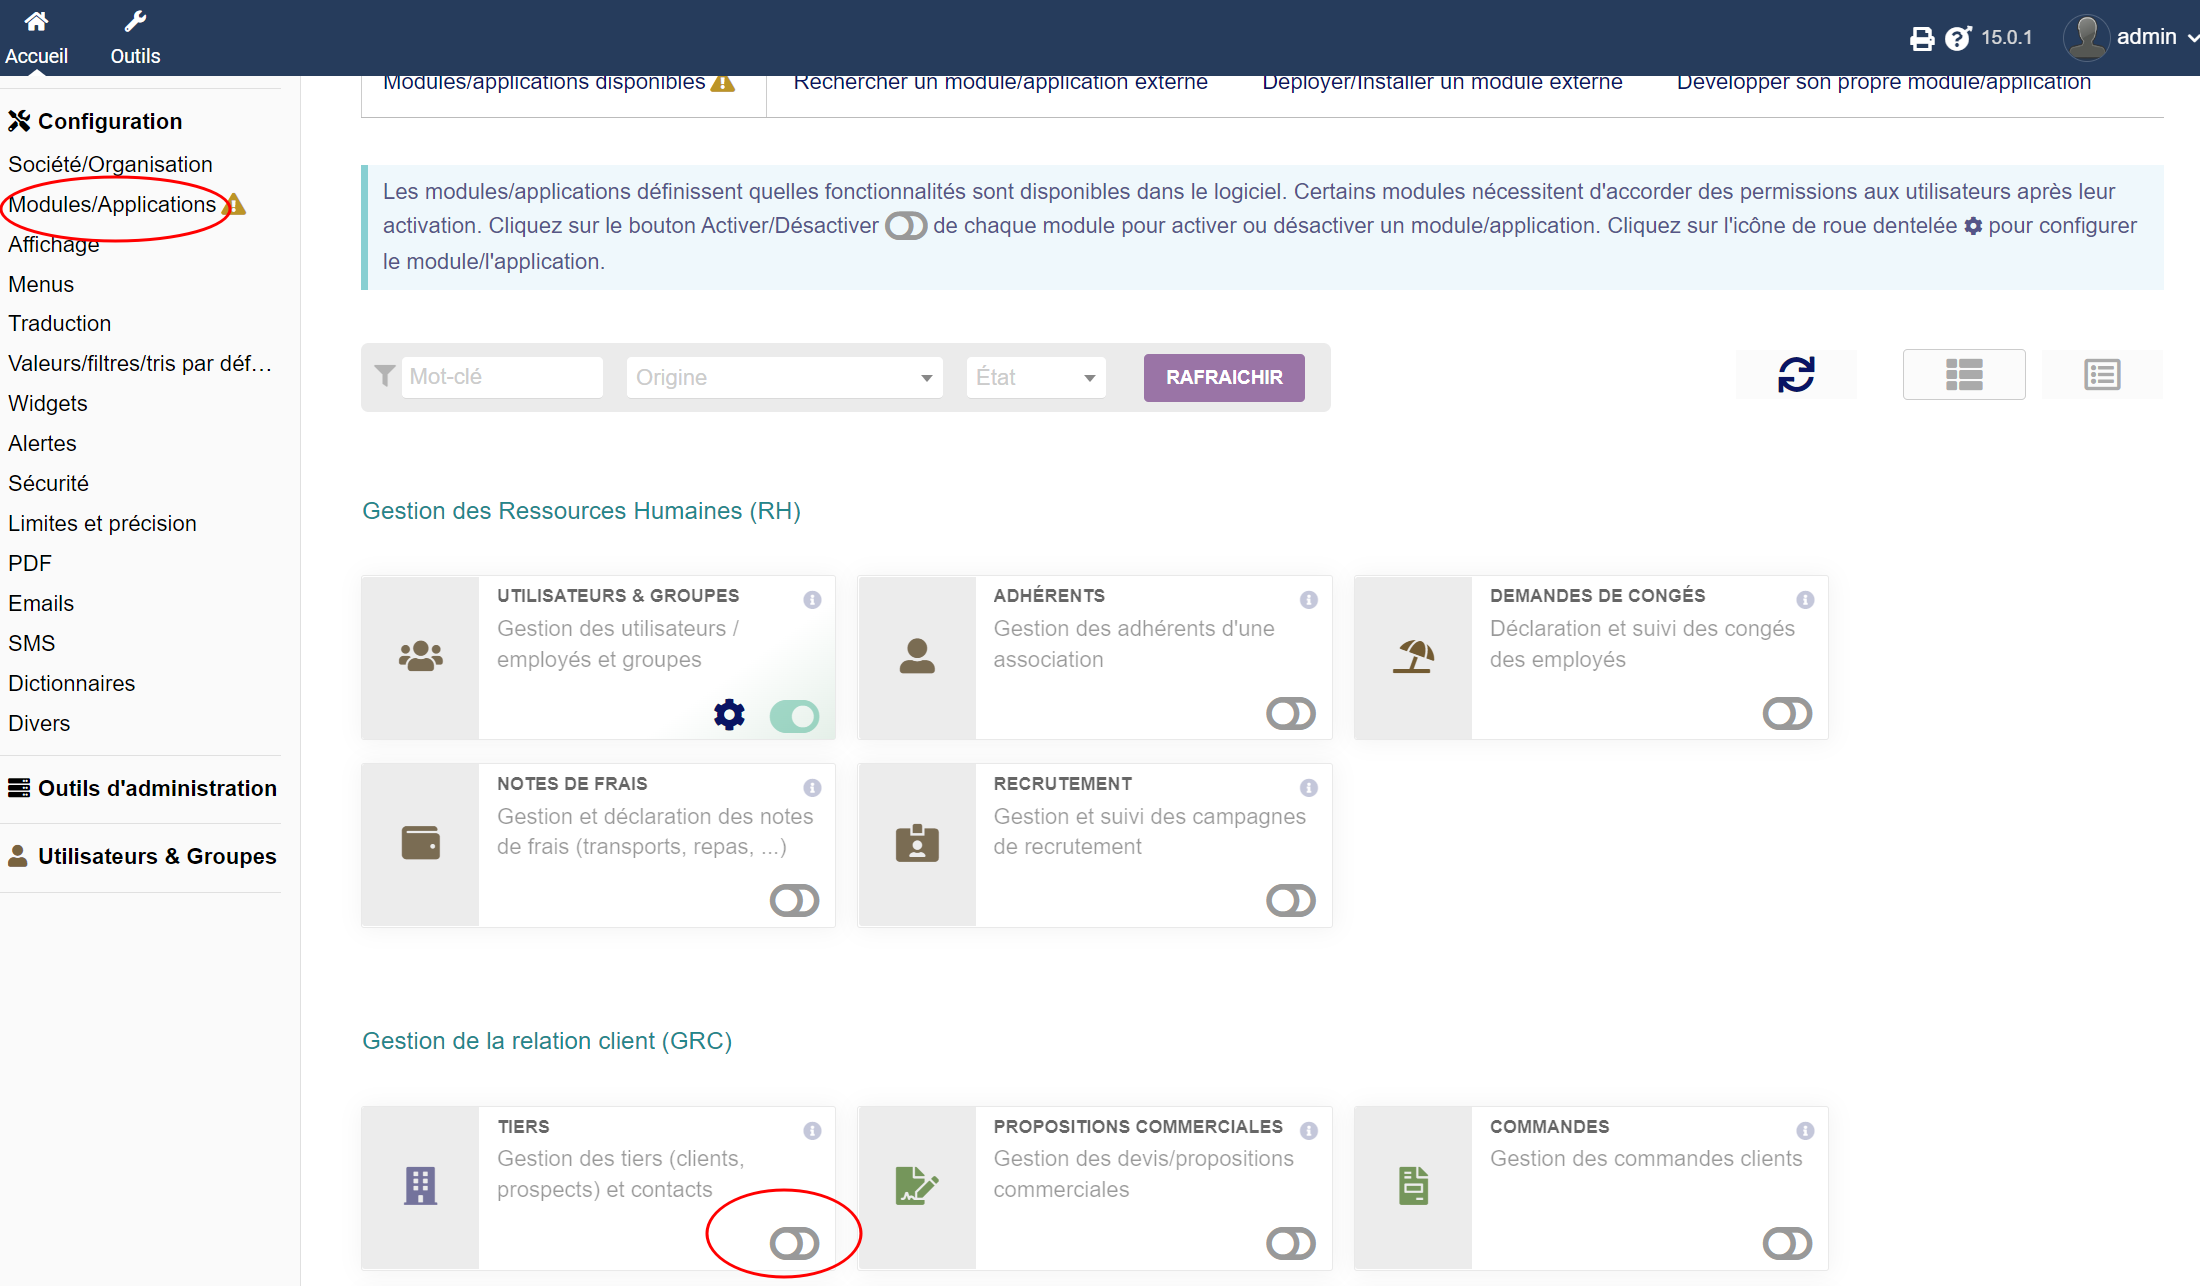 Accueil
Outils
15.0.1
admin
Modules/applications disponibles
Rechercher un module/application externe
Déployer/Installer un module externe
Développer son propre module/application
Configuration
Société/Organisation
Modules/Applications
Affichage
Menus
Traduction
Valeurs/filtres/tris par déf...
Widgets
Alertes
Sécurité
Limites et précision
PDF
Emails
SMS
Dictionnaires
Divers
Outils d'administration
Utilisateurs & Groupes
Les modules/applications définissent quelles fonctionnalités sont disponibles dans le logiciel. Certains modules nécessitent d'accorder des permissions aux utilisateurs après leur
activation. Cliquez sur le bouton Activer/Désactiver de chaque module pour activer ou désactiver un module/application. Cliquez sur l'icône de roue dentelée pour configurer
le module/l'application.
Mot-clé
Origine
État
RAFRAICHIR
Gestion des Ressources Humaines (RH)
UTILISATEURS & GROUPES
Gestion des utilisateurs /
employés et groupes
ADHÉRENTS
Gestion des adhérents d'une
association
DEMANDES DE CONGÉS
Déclaration et suivi des congés
des employés
NOTES DE FRAIS
Gestion et déclaration des notes
de frais (transports, repas, ...)
RECRUTEMENT
Gestion et suivi des campagnes
de recrutement
Gestion de la relation client (GRC)
TIERS
Gestion des tiers (clients,
prospects) et contacts
PROPOSITIONS COMMERCIALES
Gestion des devis/propositions
commerciales
COMMANDES
Gestion des commandes clients